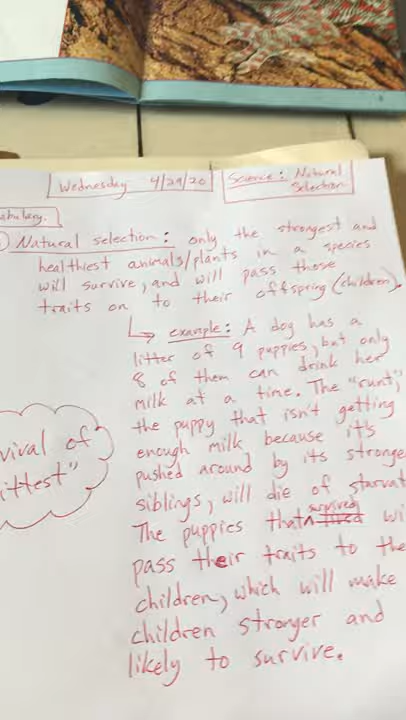 Wednesday 4/29/20
Science: Natural Selection
abulary.
Natural selection: only the strongest and
healthiest animals/plants in a species
will survive, and will pass those
traits on to their offspring (children).
example: A dog has a
litter of 9 puppies, but only
8 of them can drink her
milk at a time. The "runt,"
the puppy that isn't getting
enough milk because it's
pushed around by its stronge
siblings, will die of starvat
The puppies that survived wi
pass their traits to the
children, which will make
children stronger and
likely to survive.
vival of
ittest"